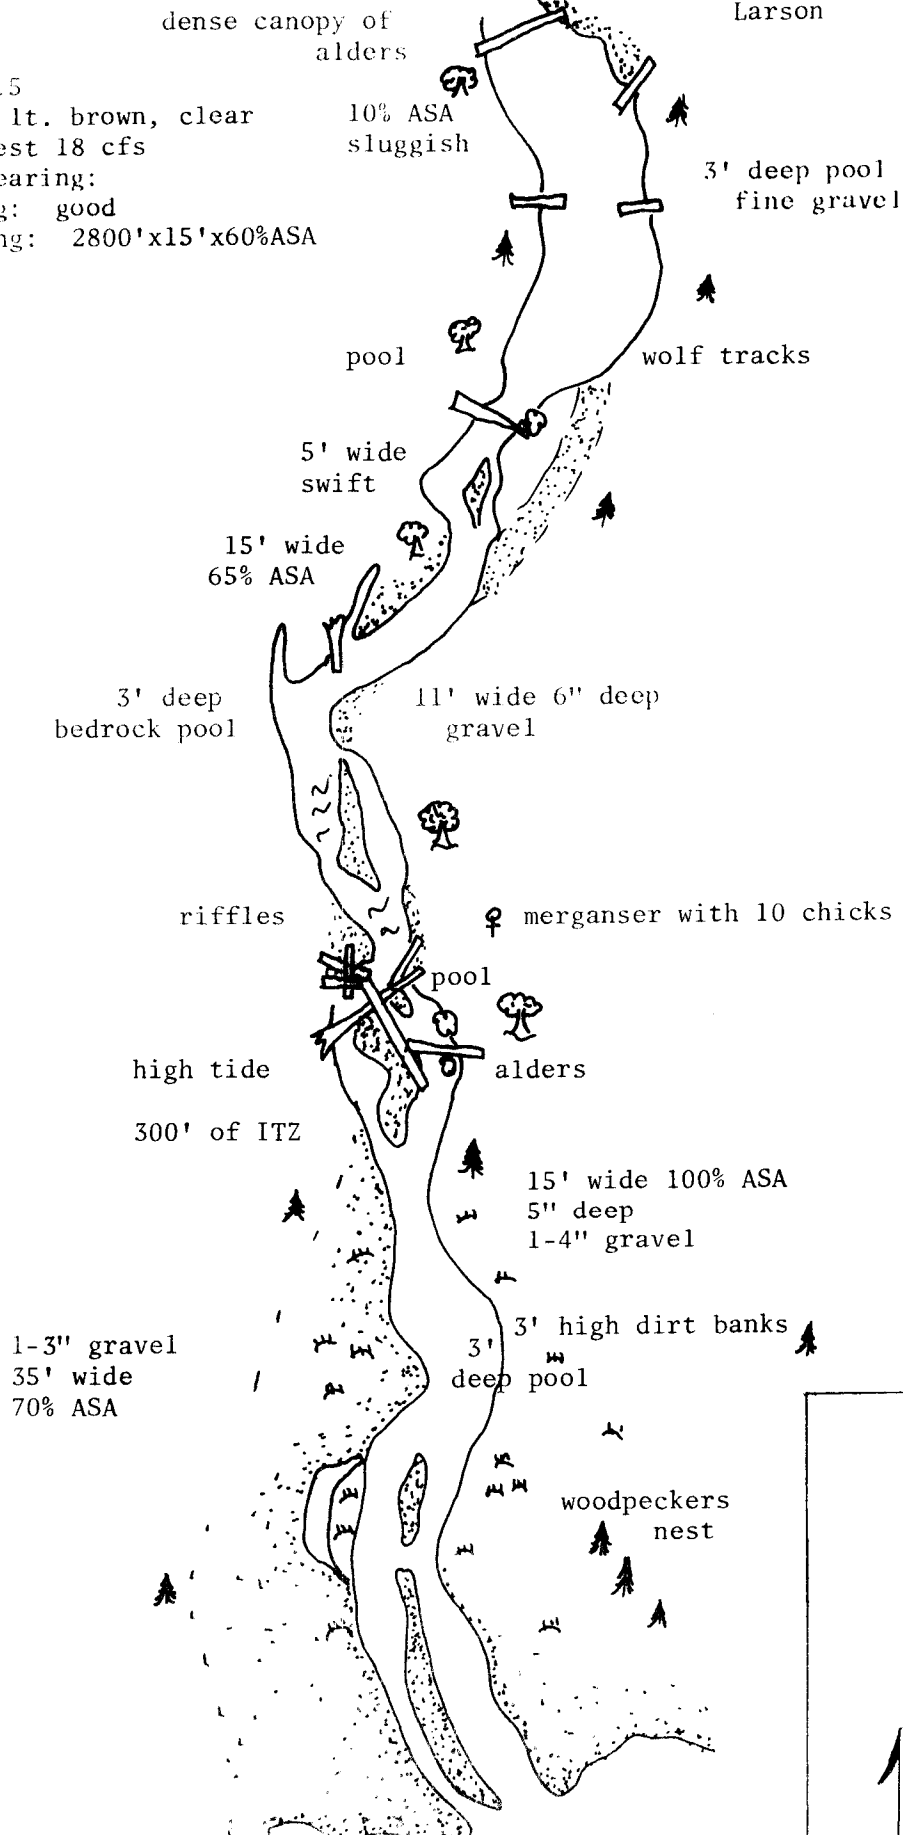 dense canopy of
alders
Larson
.5
lt. brown, clear
est 18 cfs
earing:
g: good
ng: 2800'x15'x60%ASA
10% ASA
sluggish
3' deep pool
fine gravel
pool
wolf tracks
5' wide
swift
15' wide
65% ASA
3' deep
bedrock pool
11' wide 6" deep
gravel
riffles
♀ merganser with 10 chicks
pool
high tide
alders
300' of ITZ
15' wide 100% ASA
5" deep
1-4" gravel
3' high dirt banks
3'
deep pool
1-3" gravel
35' wide
70% ASA
woodpeckers
nest